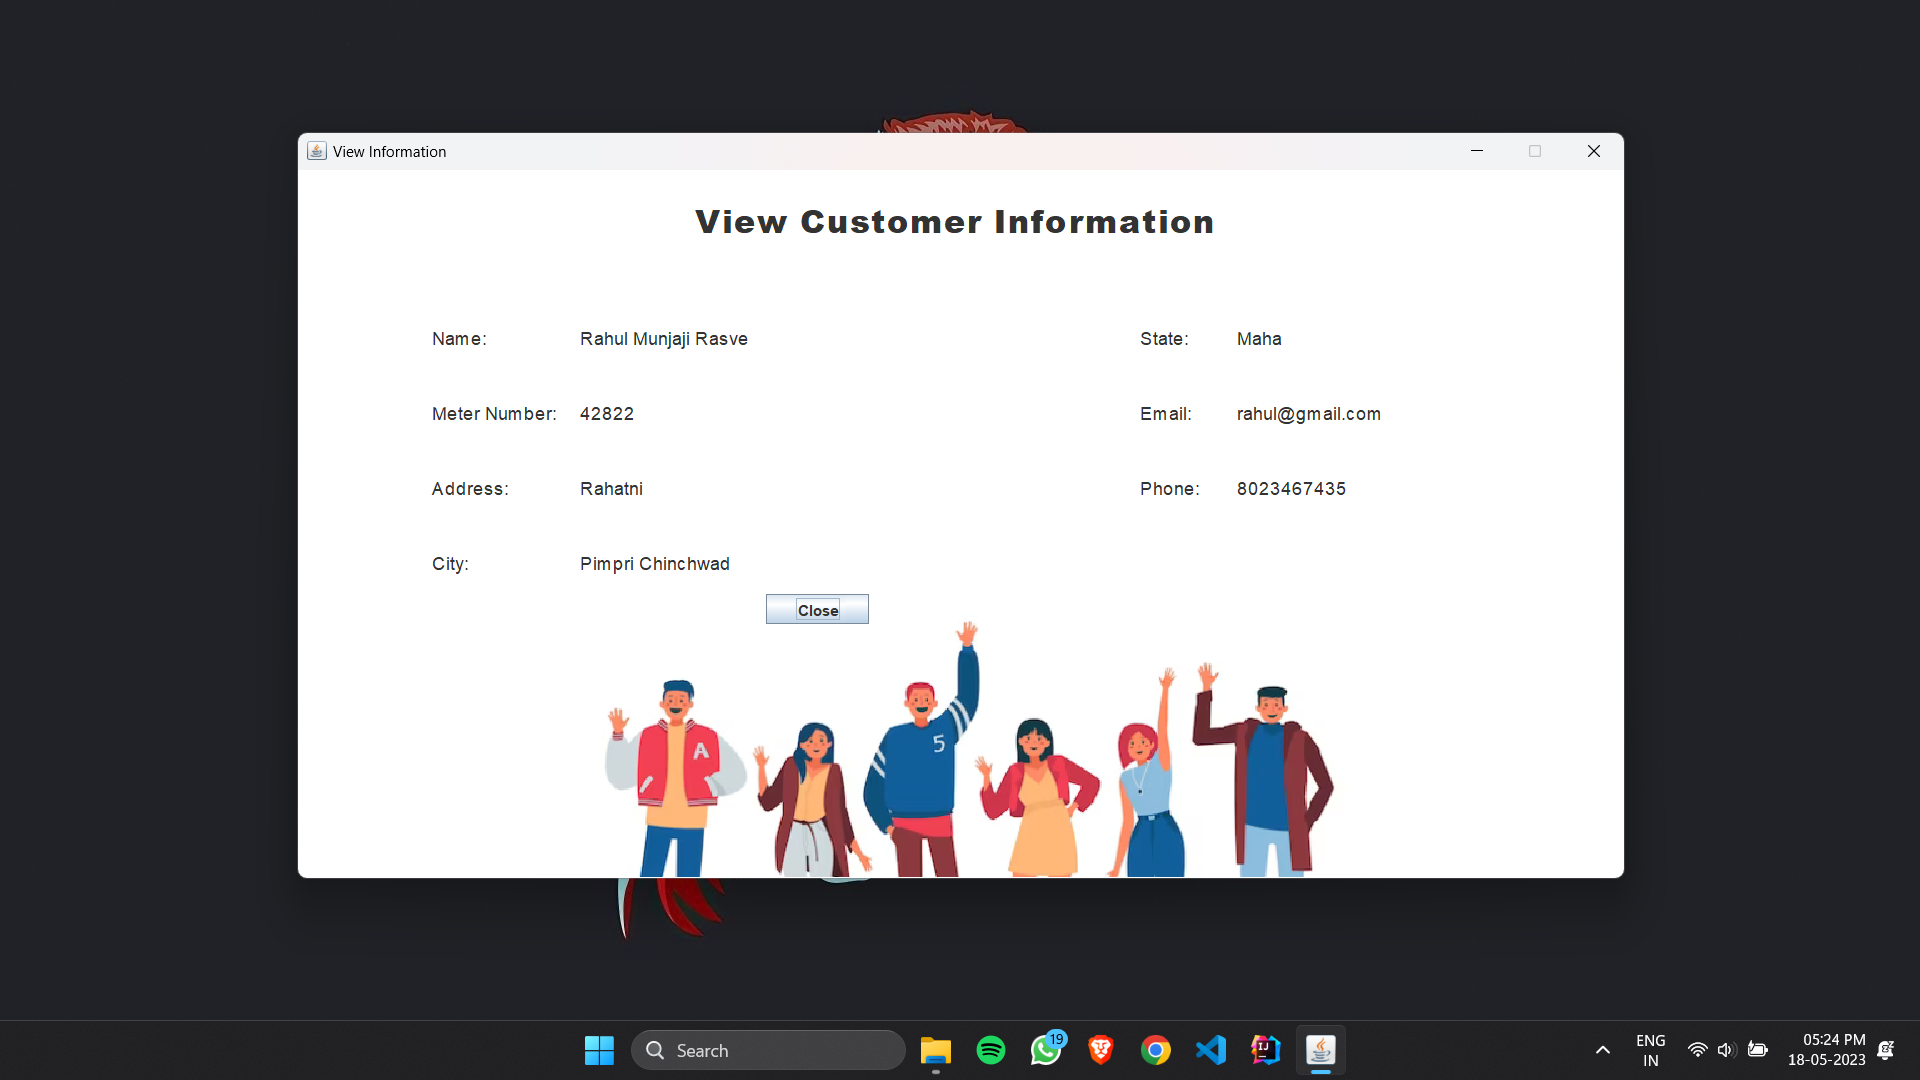 View Information
View Customer Information
Name: Rahul Munjaji Rasve State: Maha
Meter Number: 42822 Email: rahul@gmail.com
Address: Rahatni Phone: 8023467435
City: Pimpri Chinchwad
Close
A
5
Search
19
IJ
ENG
IN
05:24 PM
18-05-2023